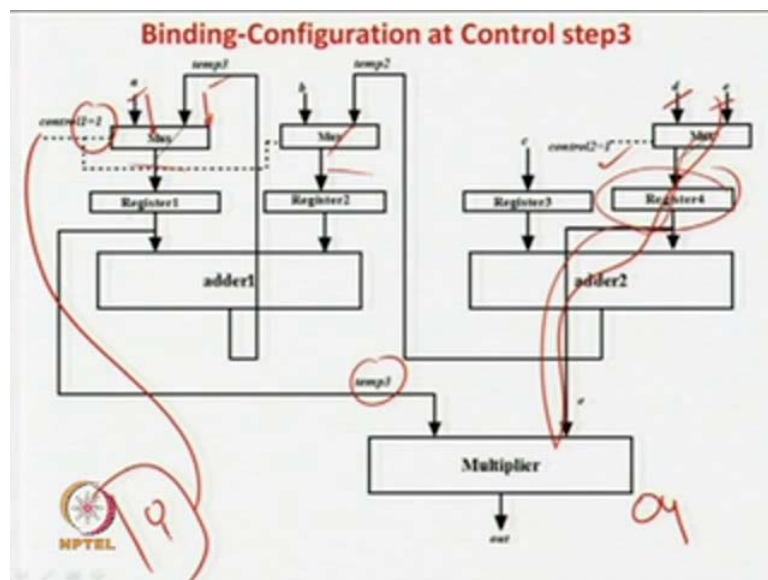 Binding-Configuration at Control step3
temp3
temp2
a
b
d
e
control1=1
Mux
Mux
c
control2=1
Mux
Register1
Register2
Register3
Register4
adder1
adder2
temp3
e
Multiplier
out
NPTEL